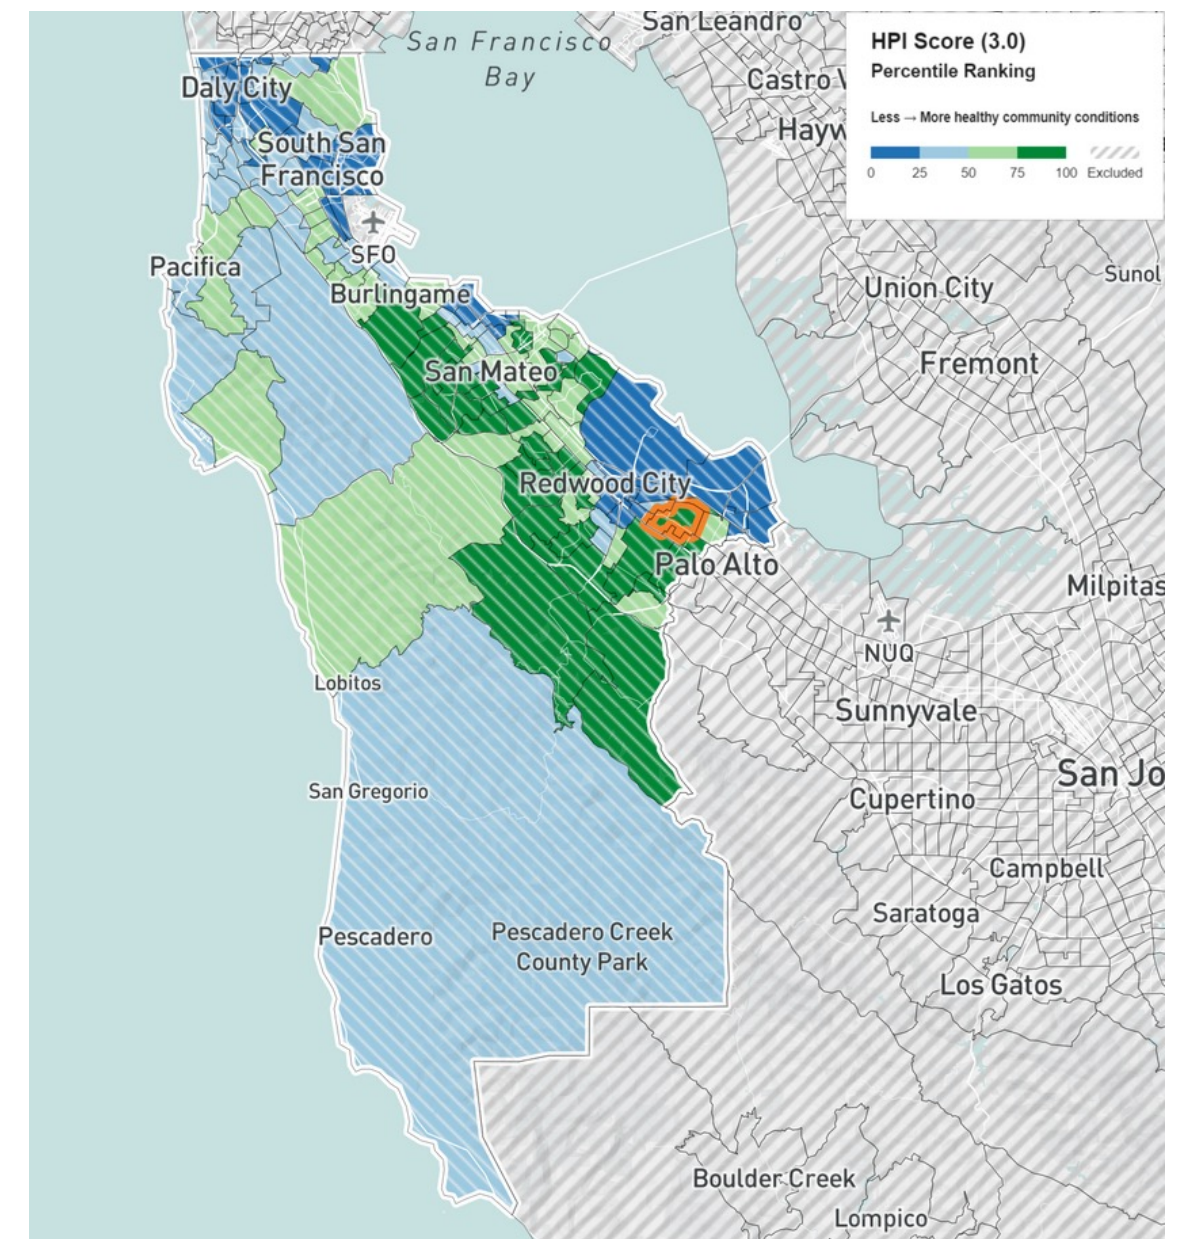 San Leandro
San Francisco
Bay
HPI Score (3.0)
Percentile Ranking
Less → More healthy community conditions
0 25 50 75 100 Excluded
Castro V
Hayw
Daly City
South San
Francisco
SFO
Pacifica
Burlingame
Union City
Sunol
Fremont
San Mateo
Redwood City
Palo Alto
Milpitas
NUQ
Lobitos
Sunnyvale
San Jo
San Gregorio
Cupertino
Campbell
Saratoga
Pescadero
Pescadero Creek
County Park
Los Gatos
Boulder Creek
Lompico